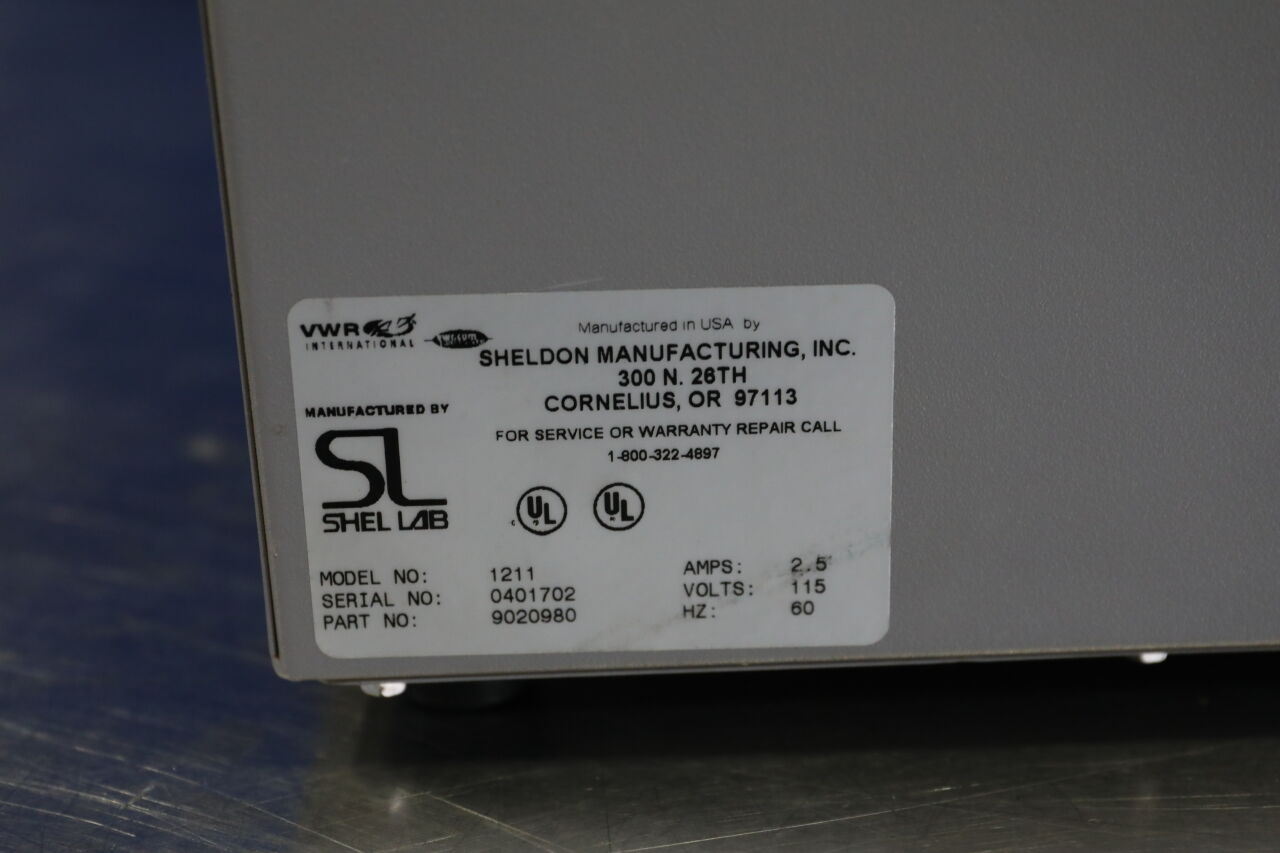 VWR
INTERNATIONAL
Manufactured in USA by
SHELDON MANUFACTURING, INC.
300 N. 26TH
CORNELIUS, OR 97113
FOR SERVICE OR WARRANTY REPAIR CALL
1-800-322-4897
MANUFACTURED BY
SL
SHEL LAB
C UL
UL
MODEL NO: 1211
SERIAL NO: 0401702
PART NO: 9020980
AMPS: 2.5
VOLTS: 115
HZ: 60